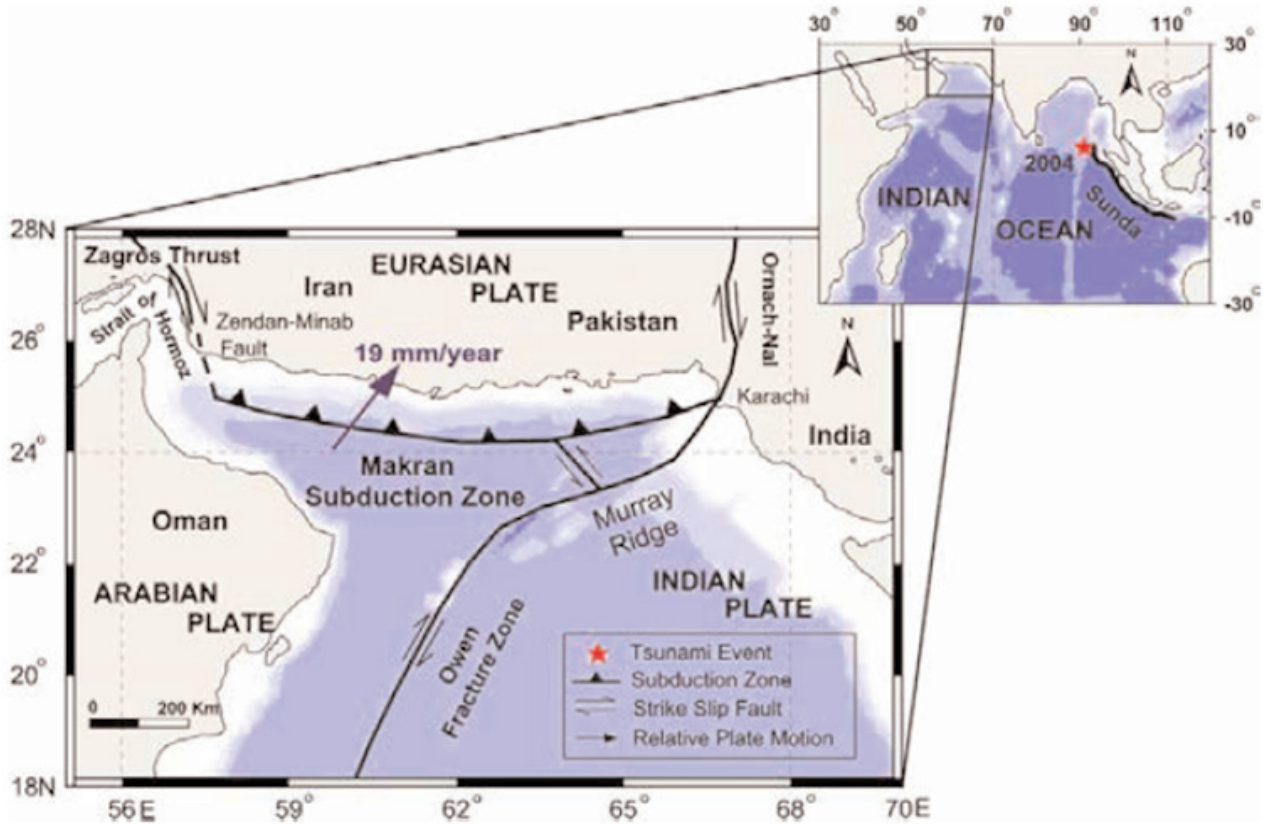 30° 50° 70° 90° 110°
30°
10°
-10°
-30°
N
2004
INDIAN
OCEAN
Sunda
28N
26°
24°
22°
20°
18N
56E 59° 62° 65° 68° 70E
Zagros Thrust
Strait of
Hormoz
Iran
EURASIAN
PLATE
Zendan-Minab
Fault
19 mm/year
Pakistan
Ornach-Nal
N
Karachi
India
Makran
Subduction Zone
Murray
Ridge
Oman
ARABIAN
PLATE
INDIAN
PLATE
Owen
Fracture Zone
0 200 Km
Tsunami Event
Subduction Zone
Strike Slip Fault
Relative Plate Motion